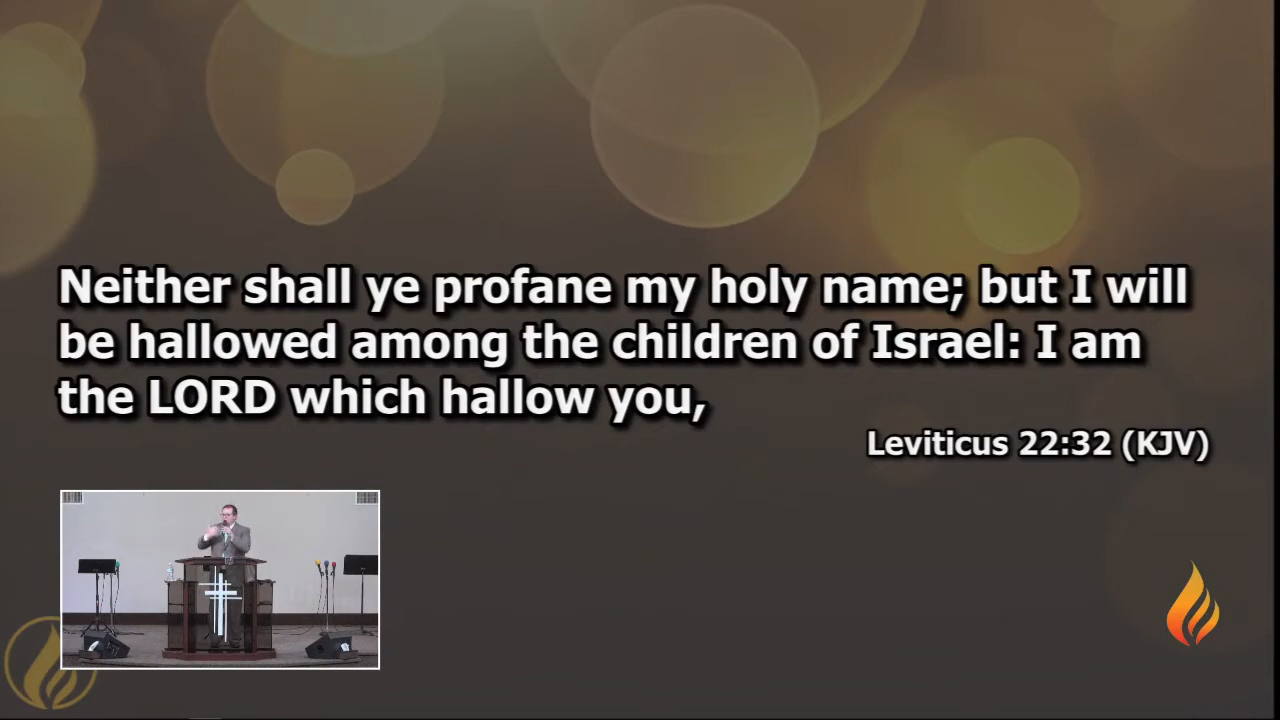 Neither shall ye profane my holy name; but I will
be hallowed among the children of Israel: I am
the LORD which hallow you,
Leviticus 22:32 (KJV)